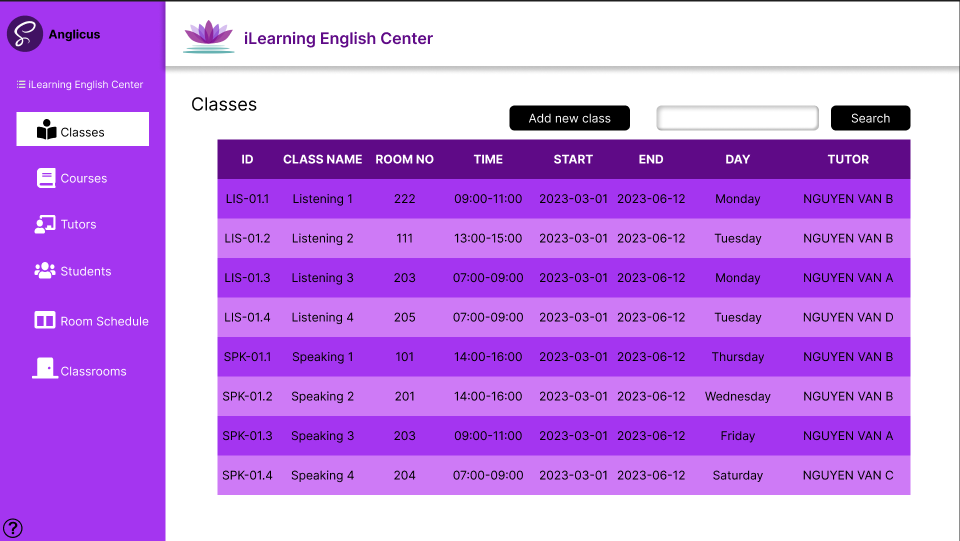 Anglicus
iLearning English Center
iLearning English Center
Classes
Courses
Tutors
Students
Room Schedule
Classrooms
?
Classes
Add new class
Search
ID CLASS NAME ROOM NO TIME START END DAY TUTOR
LIS-01.1 Listening 1 222 09:00-11:00 2023-03-01 2023-06-12 Monday NGUYEN VAN B
LIS-01.2 Listening 2 111 13:00-15:00 2023-03-01 2023-06-12 Tuesday NGUYEN VAN B
LIS-01.3 Listening 3 203 07:00-09:00 2023-03-01 2023-06-12 Monday NGUYEN VAN A
LIS-01.4 Listening 4 205 07:00-09:00 2023-03-01 2023-06-12 Tuesday NGUYEN VAN D
SPK-01.1 Speaking 1 101 14:00-16:00 2023-03-01 2023-06-12 Thursday NGUYEN VAN B
SPK-01.2 Speaking 2 201 14:00-16:00 2023-03-01 2023-06-12 Wednesday NGUYEN VAN B
SPK-01.3 Speaking 3 203 09:00-11:00 2023-03-01 2023-06-12 Friday NGUYEN VAN A
SPK-01.4 Speaking 4 204 07:00-09:00 2023-03-01 2023-06-12 Saturday NGUYEN VAN C